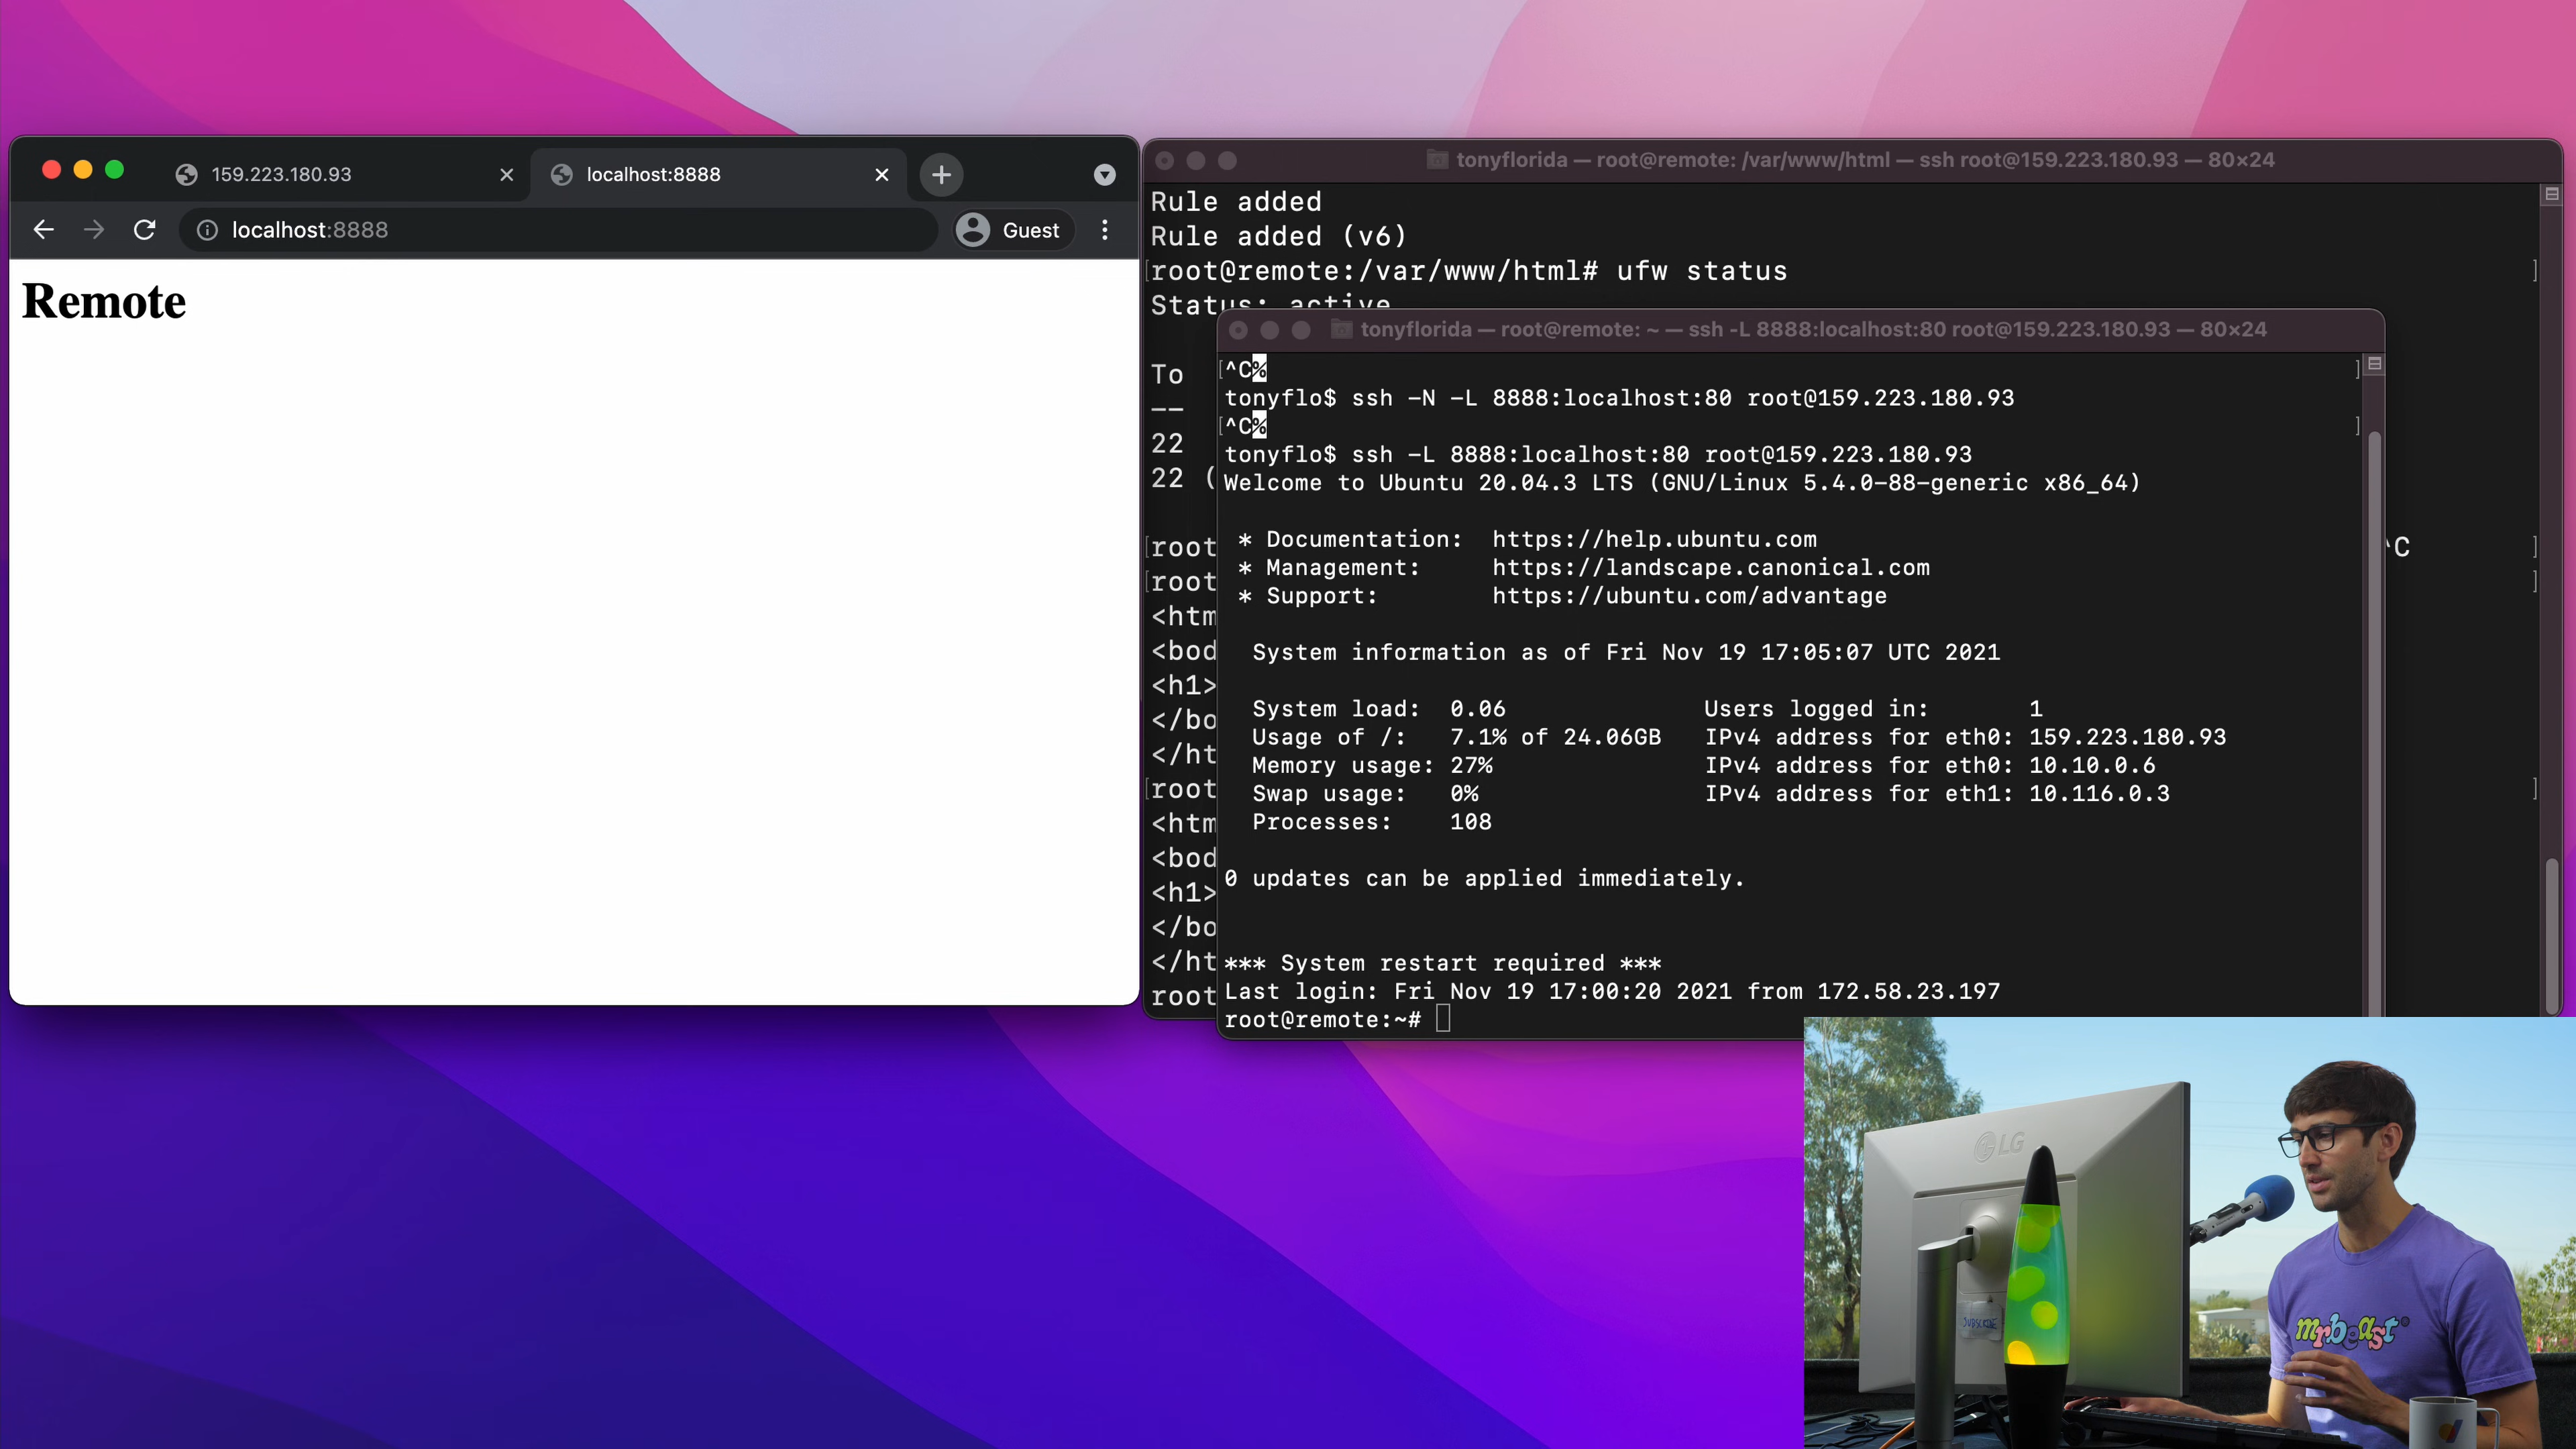 159.223.180.93
localhost:8888
localhost:8888
Guest
Remote
tonyflorida — root@remote: /var/www/html — ssh root@159.223.180.93 — 80×24
Rule added
Rule added (v6)
[root@remote:/var/www/html# ufw status ]
Status: active
To
--
22
22 (
[root ^C ]
[root ]
<htm
<bod
<h1>
</bo
</ht
[root ]
<htm
<bod
<h1>
</bo
</ht
root
tonyflorida — root@remote: ~ — ssh -L 8888:localhost:80 root@159.223.180.93 — 80×24
[^C% ]
tonyflo$ ssh -N -L 8888:localhost:80 root@159.223.180.93
[^C% ]
tonyflo$ ssh -L 8888:localhost:80 root@159.223.180.93
Welcome to Ubuntu 20.04.3 LTS (GNU/Linux 5.4.0-88-generic x86_64)
* Documentation: https://help.ubuntu.com
* Management: https://landscape.canonical.com
* Support: https://ubuntu.com/advantage
System information as of Fri Nov 19 17:05:07 UTC 2021
System load: 0.06 Users logged in: 1
Usage of /: 7.1% of 24.06GB IPv4 address for eth0: 159.223.180.93
Memory usage: 27% IPv4 address for eth0: 10.10.0.6
Swap usage: 0% IPv4 address for eth1: 10.116.0.3
Processes: 108
0 updates can be applied immediately.
*** System restart required ***
Last login: Fri Nov 19 17:00:20 2021 from 172.58.23.197
root@remote:~#
LG
SUBSCRIBE
mrbeast